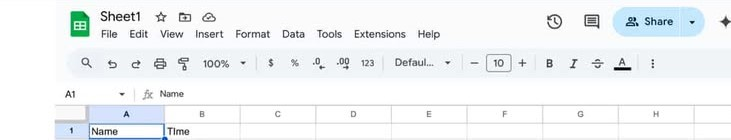 Sheet1
Share
File Edit View Insert Format Data Tools Extensions Help
100% $ % .0 .00 123 Defaul... − 10 + B I S A
A1 fx Name
A B C D E F G H
1 Name TIme